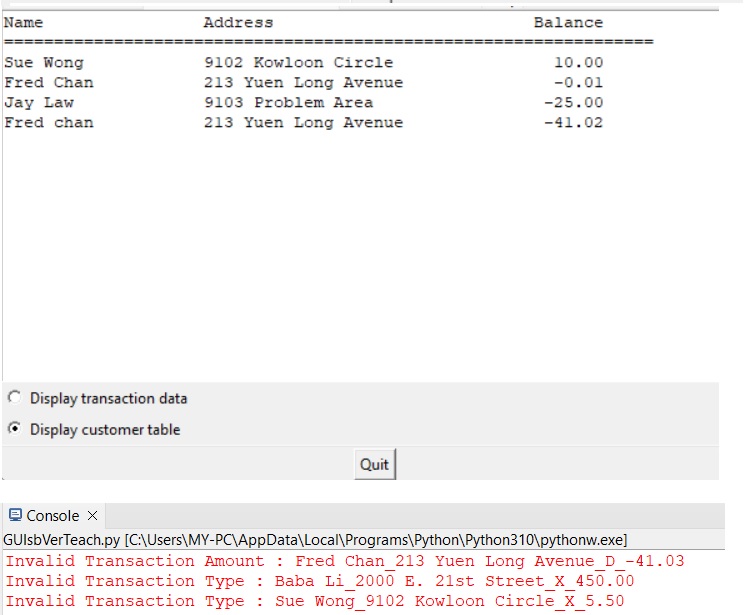 Name Address Balance
=================================================================
Sue Wong 9102 Kowloon Circle 10.00
Fred Chan 213 Yuen Long Avenue -0.01
Jay Law 9103 Problem Area -25.00
Fred chan 213 Yuen Long Avenue -41.02
Display transaction data
Display customer table
Quit
Console
GUIsbVerTeach.py [C:\Users\MY-PC\AppData\Local\Programs\Python\Python310\pythonw.exe]
Invalid Transaction Amount : Fred Chan_213 Yuen Long Avenue_D_-41.03
Invalid Transaction Type : Baba Li_2000 E. 21st Street_X_450.00
Invalid Transaction Type : Sue Wong_9102 Kowloon Circle_X_5.50